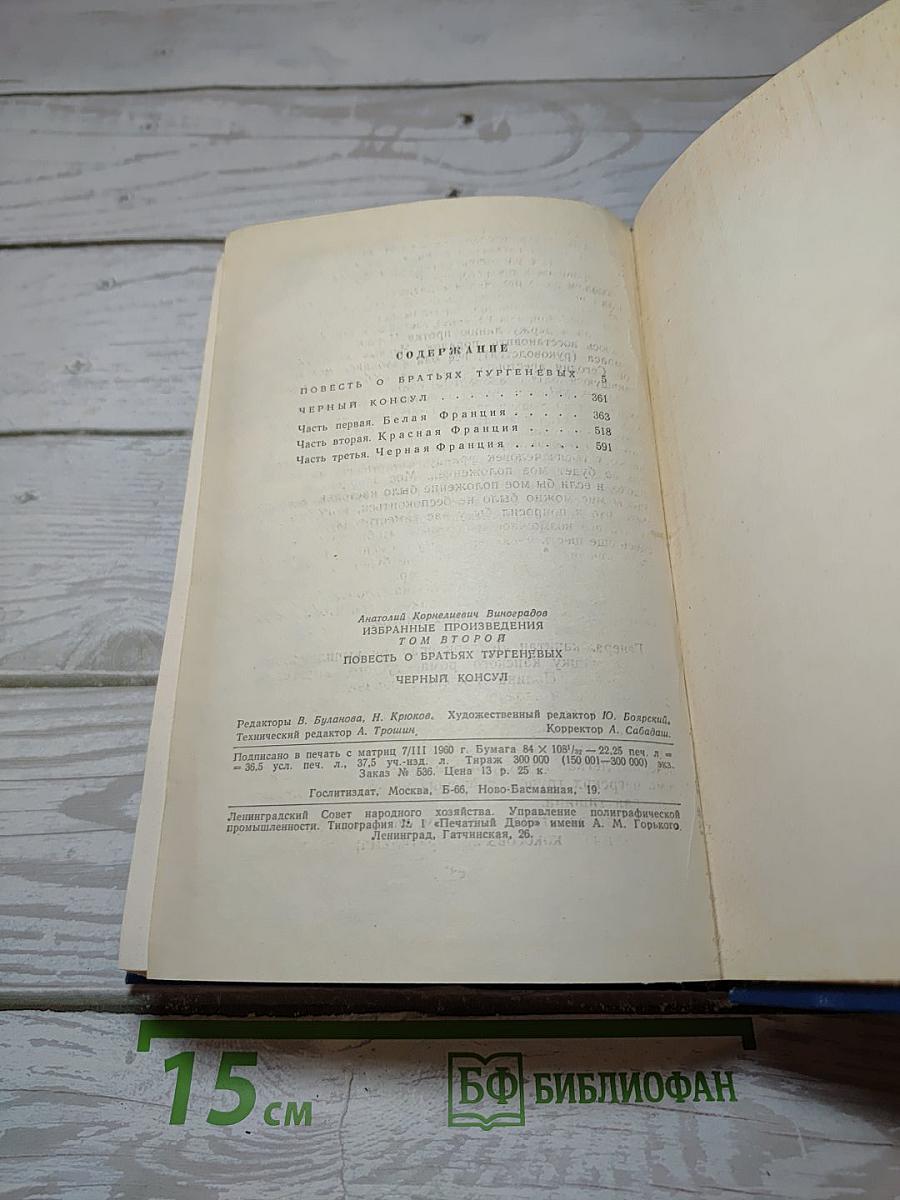 СОДЕРЖАНИЕ
ПОВЕСТЬ О БРАТЬЯХ ТУРГЕНЕВЫХ 5
ЧЕРНЫЙ КОНСУЛ . . . . . . . . . . 361
Часть первая. Белая Франция . . . . . 363
Часть вторая. Красная Франция . . . . 518
Часть третья. Черная Франция . . . . . 591
Анатолий Корнелиевич Виноградов
ИЗБРАННЫЕ ПРОИЗВЕДЕНИЯ
ТОМ ВТОРОЙ
ПОВЕСТЬ О БРАТЬЯХ ТУРГЕНЕВЫХ
ЧЕРНЫЙ КОНСУЛ
Редакторы В. Буланова, Н. Крюков. Художественный редактор Ю. Боярский.
Технический редактор А. Трошин. Корректор А. Сабадаш.
Подписано в печать с матриц 7/III 1960 г. Бумага 84 × 108¹/₃₂ — 22,25 печ. л =
= 36,5 усл. печ. л., 37,5 уч.-изд. л. Тираж 300 000 (150 001—300 000) экз.
Заказ № 536. Цена 13 р. 25 к.
Гослитиздат, Москва, Б-66, Ново-Басманная, 19.
Ленинградский Совет народного хозяйства. Управление полиграфической
промышленности. Типография № 1 «Печатный Двор» имени А. М. Горького.
Ленинград, Гатчинская, 26.
15 см
БФ БИБЛИОФАН